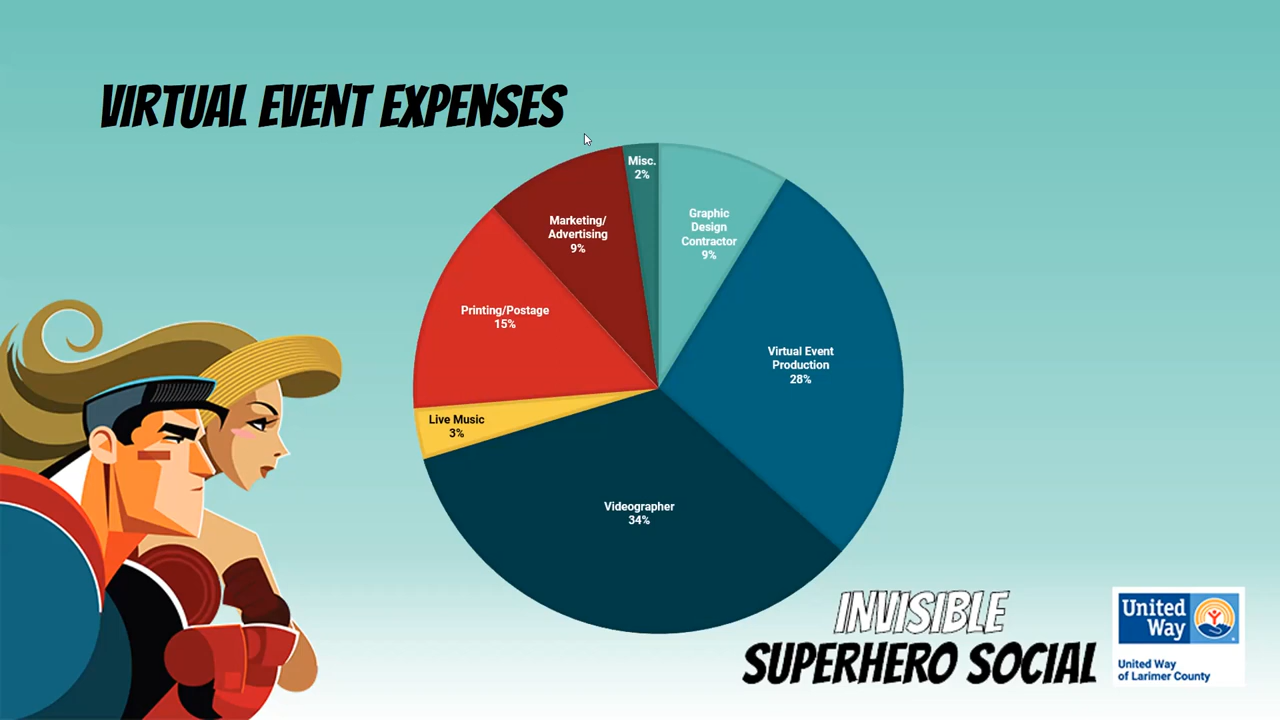 VIRTUAL EVENT EXPENSES
Misc.
2%
Graphic
Design
Contractor
9%
Marketing/
Advertising
9%
Printing/Postage
15%
Virtual Event
Production
28%
Live Music
3%
Videographer
34%
INVISIBLE
SUPERHERO SOCIAL
United
Way
United Way
of Larimer County